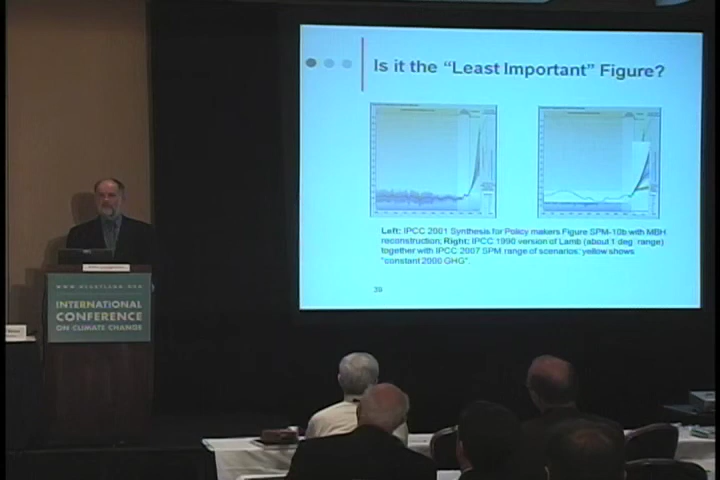 Is it the “Least Important” Figure?
Left: IPCC 2001 Synthesis for Policy makers Figure SPM-10b with MBH
reconstruction; Right: IPCC 1990 version of Lamb (about 1 deg range)
together with IPCC 2007 SPM range of scenarios; yellow shows
“constant 2000 GHG”.
39
WWW.HEARTLAND.ORG
INTERNATIONAL
CONFERENCE
ON CLIMATE CHANGE